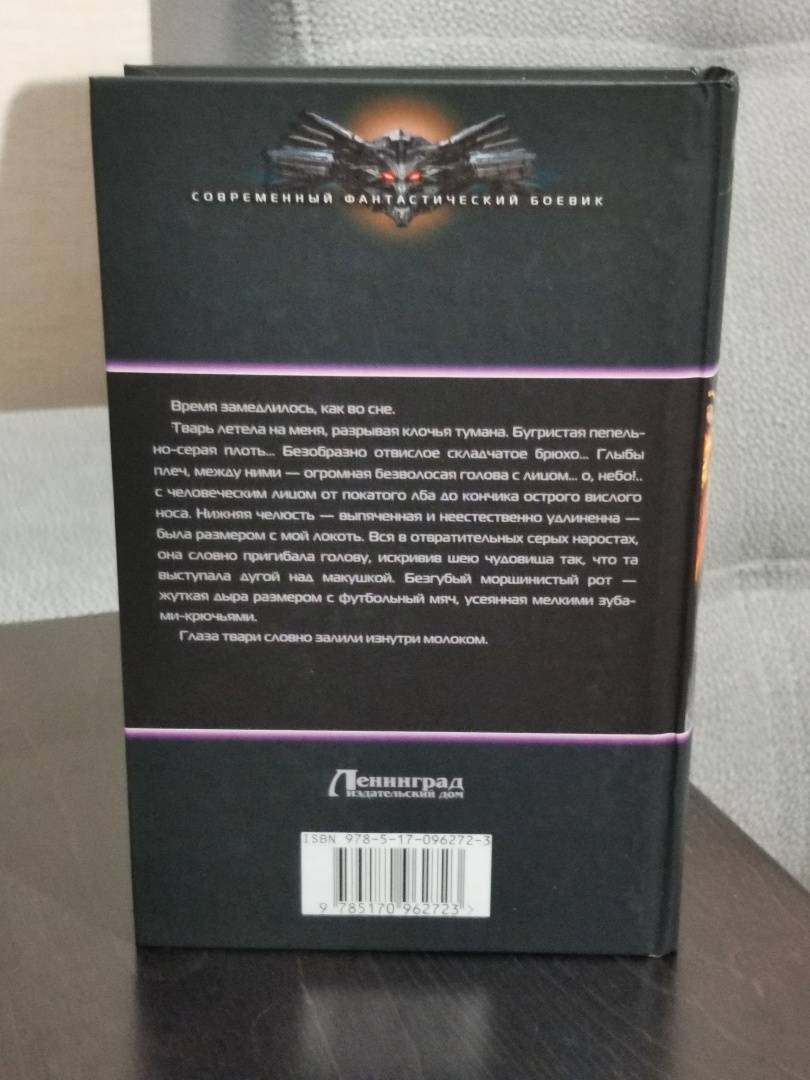 СОВРЕМЕННЫЙ ФАНТАСТИЧЕСКИЙ БОЕВИК
Время замедлилось, как во сне.
Тварь летела на меня, разрывая клочья тумана. Бугристая пепель-
но-серая плоть... Безобразно отвислое складчатое брюхо... Глыбы
плеч, между ними — огромная безволосая голова с лицом... о, небо!..
с человеческим лицом от покатого лба до кончика острого вислого
носа. Нижняя челюсть — выпяченная и неестественно удлиненна —
была размером с мой локоть. Вся в отвратительных серых наростах,
она словно пригибала голову, искривив шею чудовища так, что та
выступала дугой над макушкой. Безгубый морщинистый рот —
жуткая дыра размером с футбольный мяч, усеянная мелкими зуба-
ми-крючьями.
Глаза твари словно залили изнутри молоком.
Ленинград
издательский дом
ISBN 978-5-17-096272-3
9 785170 962723 >